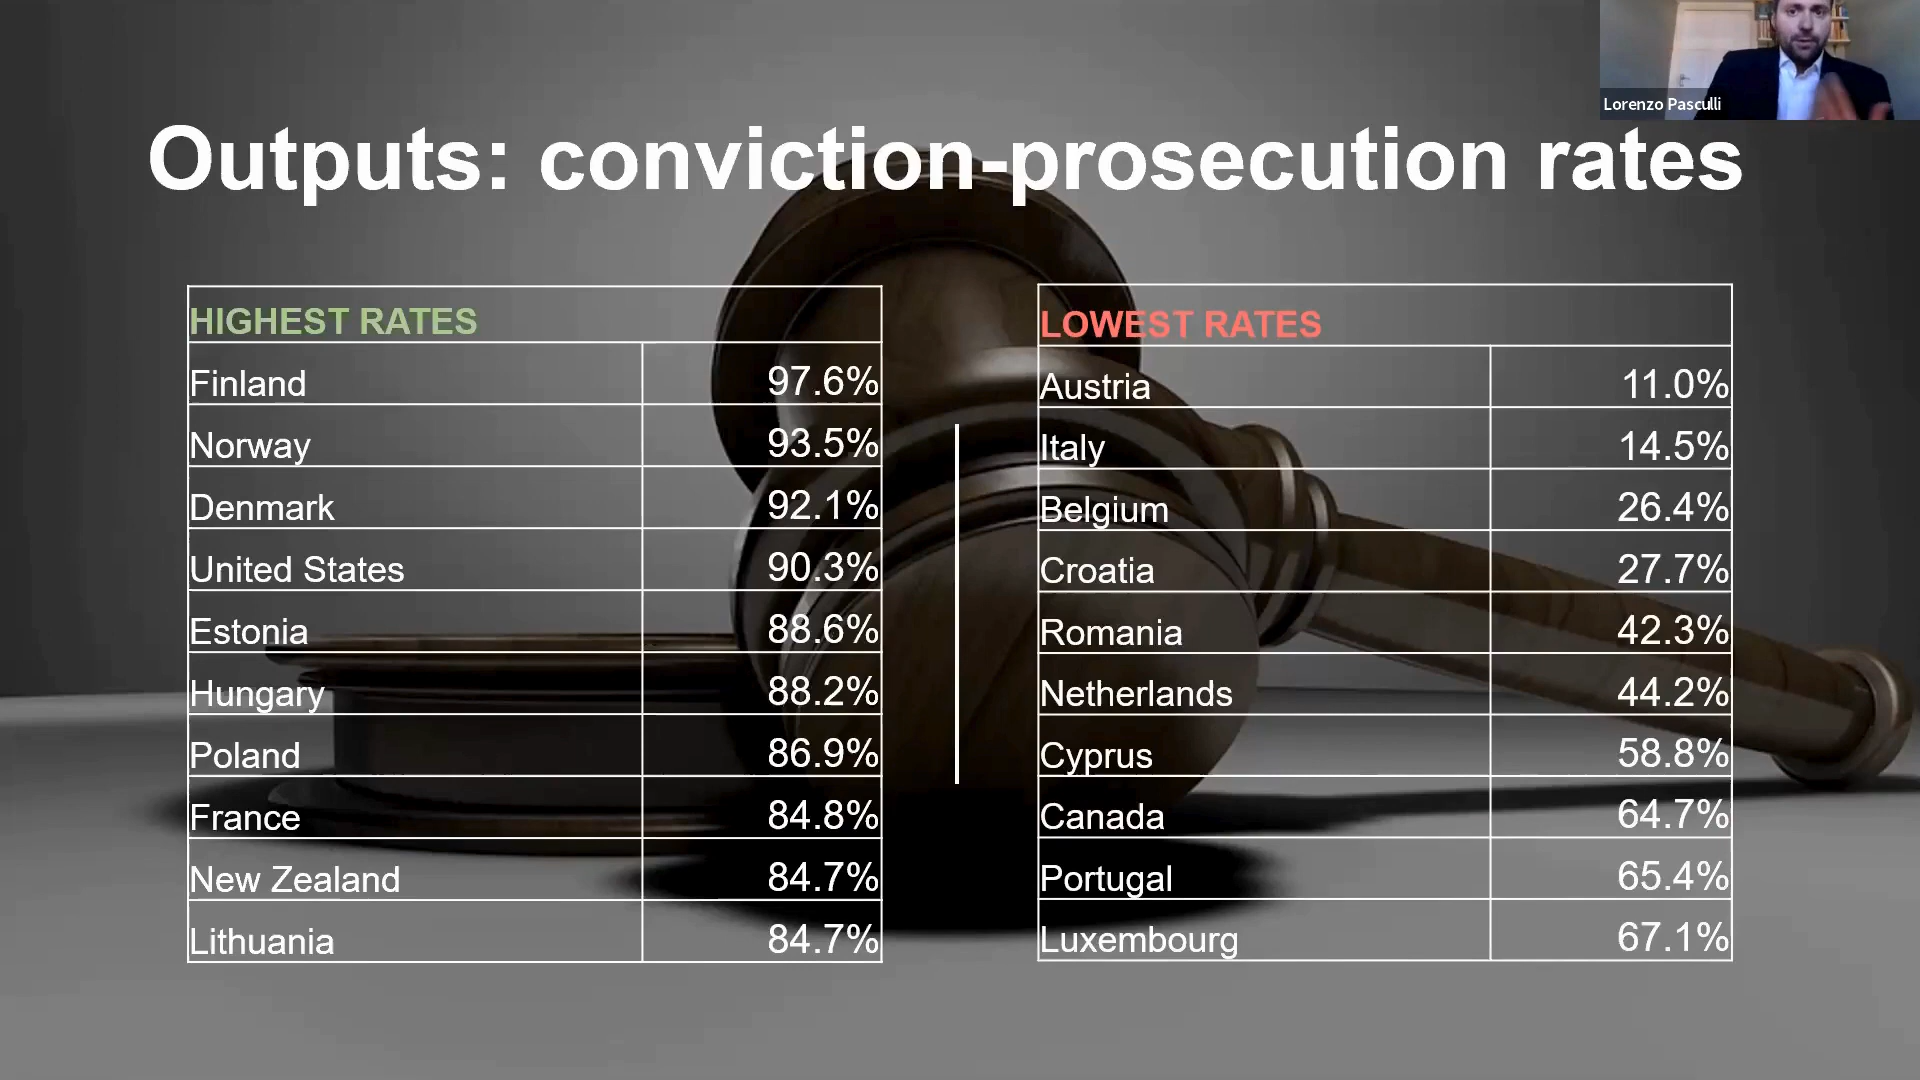 Lorenzo Pasculli
Outputs: conviction-prosecution rates
HIGHEST RATES
Finland 97.6%
Norway 93.5%
Denmark 92.1%
United States 90.3%
Estonia 88.6%
Hungary 88.2%
Poland 86.9%
France 84.8%
New Zealand 84.7%
Lithuania 84.7%
LOWEST RATES
Austria 11.0%
Italy 14.5%
Belgium 26.4%
Croatia 27.7%
Romania 42.3%
Netherlands 44.2%
Cyprus 58.8%
Canada 64.7%
Portugal 65.4%
Luxembourg 67.1%